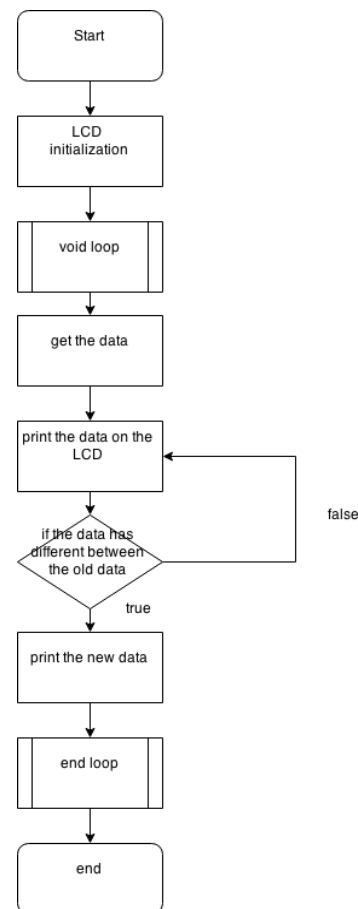 Start
LCD
initialization
void loop
get the data
print the data on the
LCD
if the data has
different between
the old data
false
true
print the new data
end loop
end